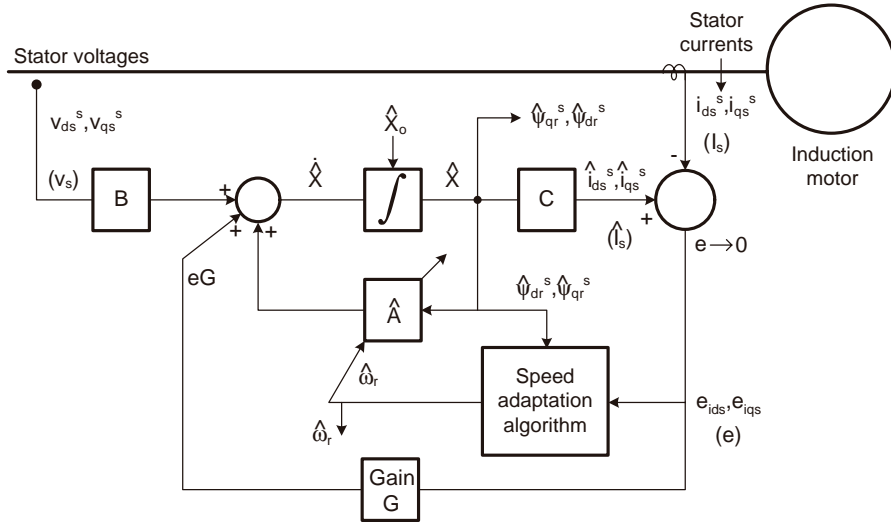 Stator voltages
Stator
currents
v_ds^s, v_qs^s
(v_s)
B
+
+
+
Ẋ̂
X̂_o
∫
X̂
ψ̂_qr^s, ψ̂_dr^s
C
î_ds^s, î_qs^s
(Î_s)
i_ds^s, i_qs^s
(I_s)
-
+
Induction
motor
e→0
eG
Â
ψ̂_dr^s, ψ̂_qr^s
ω̂_r
ω̂_r
Speed
adaptation
algorithm
e_ids, e_iqs
(e)
Gain
G